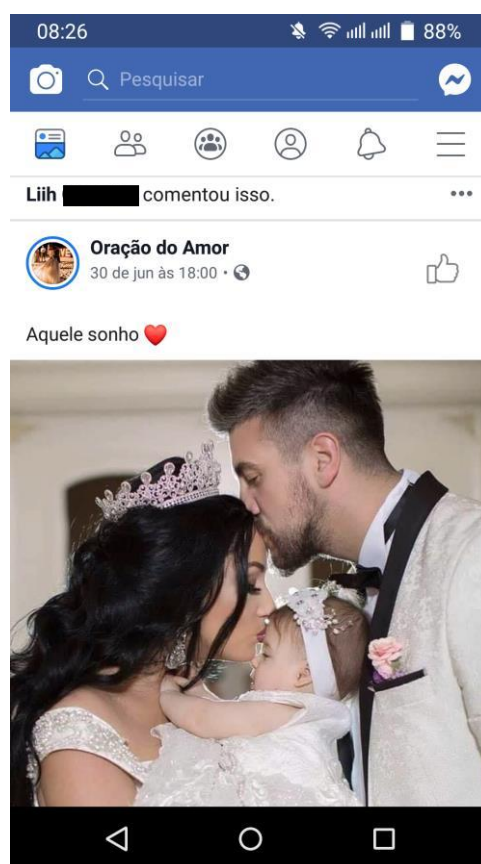 08:26
88%
Pesquisar
Liih comentou isso.
Oração do Amor
30 de jun às 18:00 •
Aquele sonho ❤️